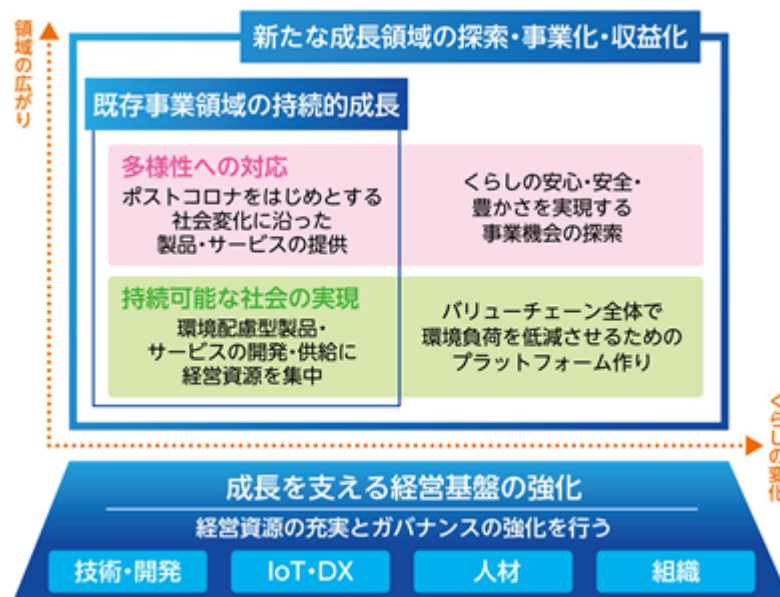 領域の広がり
新たな成長領域の探索・事業化・収益化
既存事業領域の持続的成長
多様性への対応
ポストコロナをはじめとする
社会変化に沿った
製品・サービスの提供
くらしの安心・安全・
豊かさを実現する
事業機会の探索
持続可能な社会の実現
環境配慮型製品・
サービスの開発・供給に
経営資源を集中
バリューチェーン全体で
環境負荷を低減させるための
プラットフォーム作り
くらしの変化
成長を支える経営基盤の強化
経営資源の充実とガバナンスの強化を行う
技術・開発
IoT・DX
人材
組織